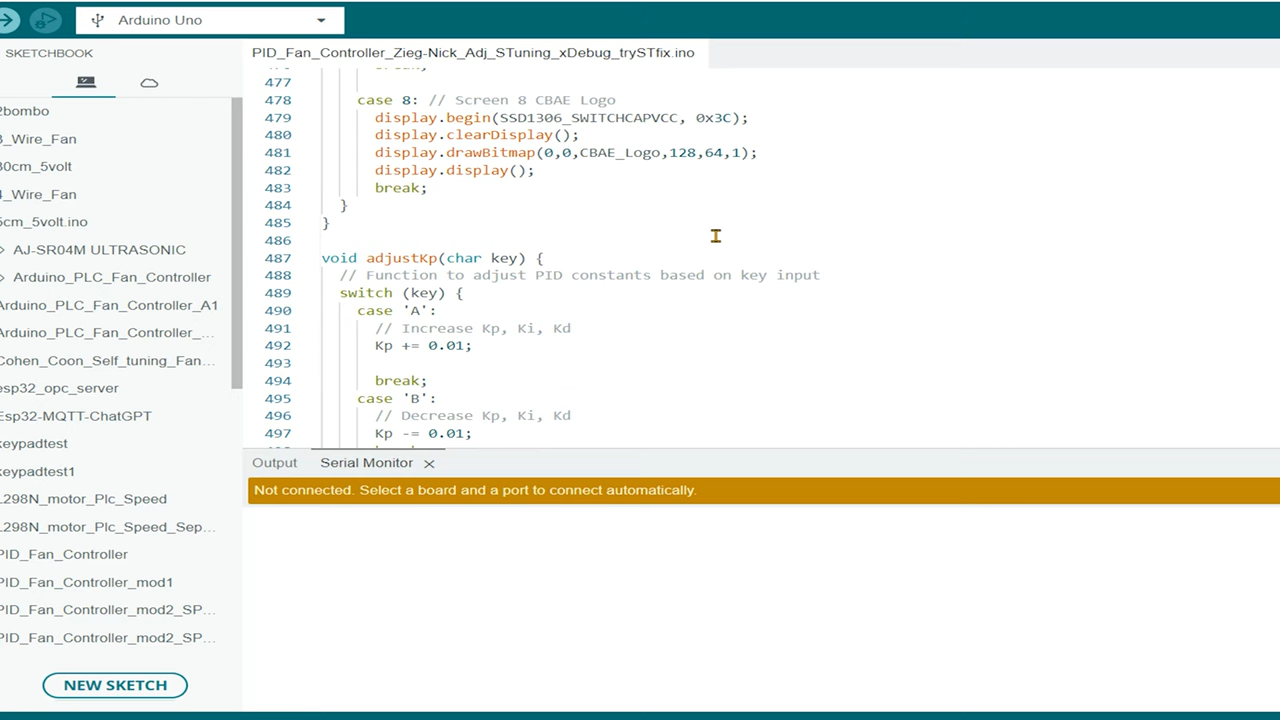 Arduino Uno
SKETCHBOOK
2bombo
3_Wire_Fan
30cm_5volt
4_Wire_Fan
5cm_5volt.ino
AJ-SR04M ULTRASONIC
Arduino_PLC_Fan_Controller
Arduino_PLC_Fan_Controller_A1
Arduino_PLC_Fan_Controller_...
Cohen_Coon_Self_tuning_Fan...
esp32_opc_server
Esp32-MQTT-ChatGPT
keypadtest
keypadtest1
L298N_motor_Plc_Speed
L298N_motor_Plc_Speed_Sep...
PID_Fan_Controller
PID_Fan_Controller_mod1
PID_Fan_Controller_mod2_SP...
PID_Fan_Controller_mod2_SP...
NEW SKETCH
PID_Fan_Controller_Zieg-Nick_Adj_STuning_xDebug_trySTfix.ino
477
478 case 8: // Screen 8 CBAE Logo
479 display.begin(SSD1306_SWITCHCAPVCC, 0x3C);
480 display.clearDisplay();
481 display.drawBitmap(0,0,CBAE_Logo,128,64,1);
482 display.display();
483 break;
484 }
485 }
486
487 void adjustKp(char key) {
488 // Function to adjust PID constants based on key input
489 switch (key) {
490 case 'A':
491 // Increase Kp, Ki, Kd
492 Kp += 0.01;
493
494 break;
495 case 'B':
496 // Decrease Kp, Ki, Kd
497 Kp -= 0.01;
Output Serial Monitor
Not connected. Select a board and a port to connect automatically.